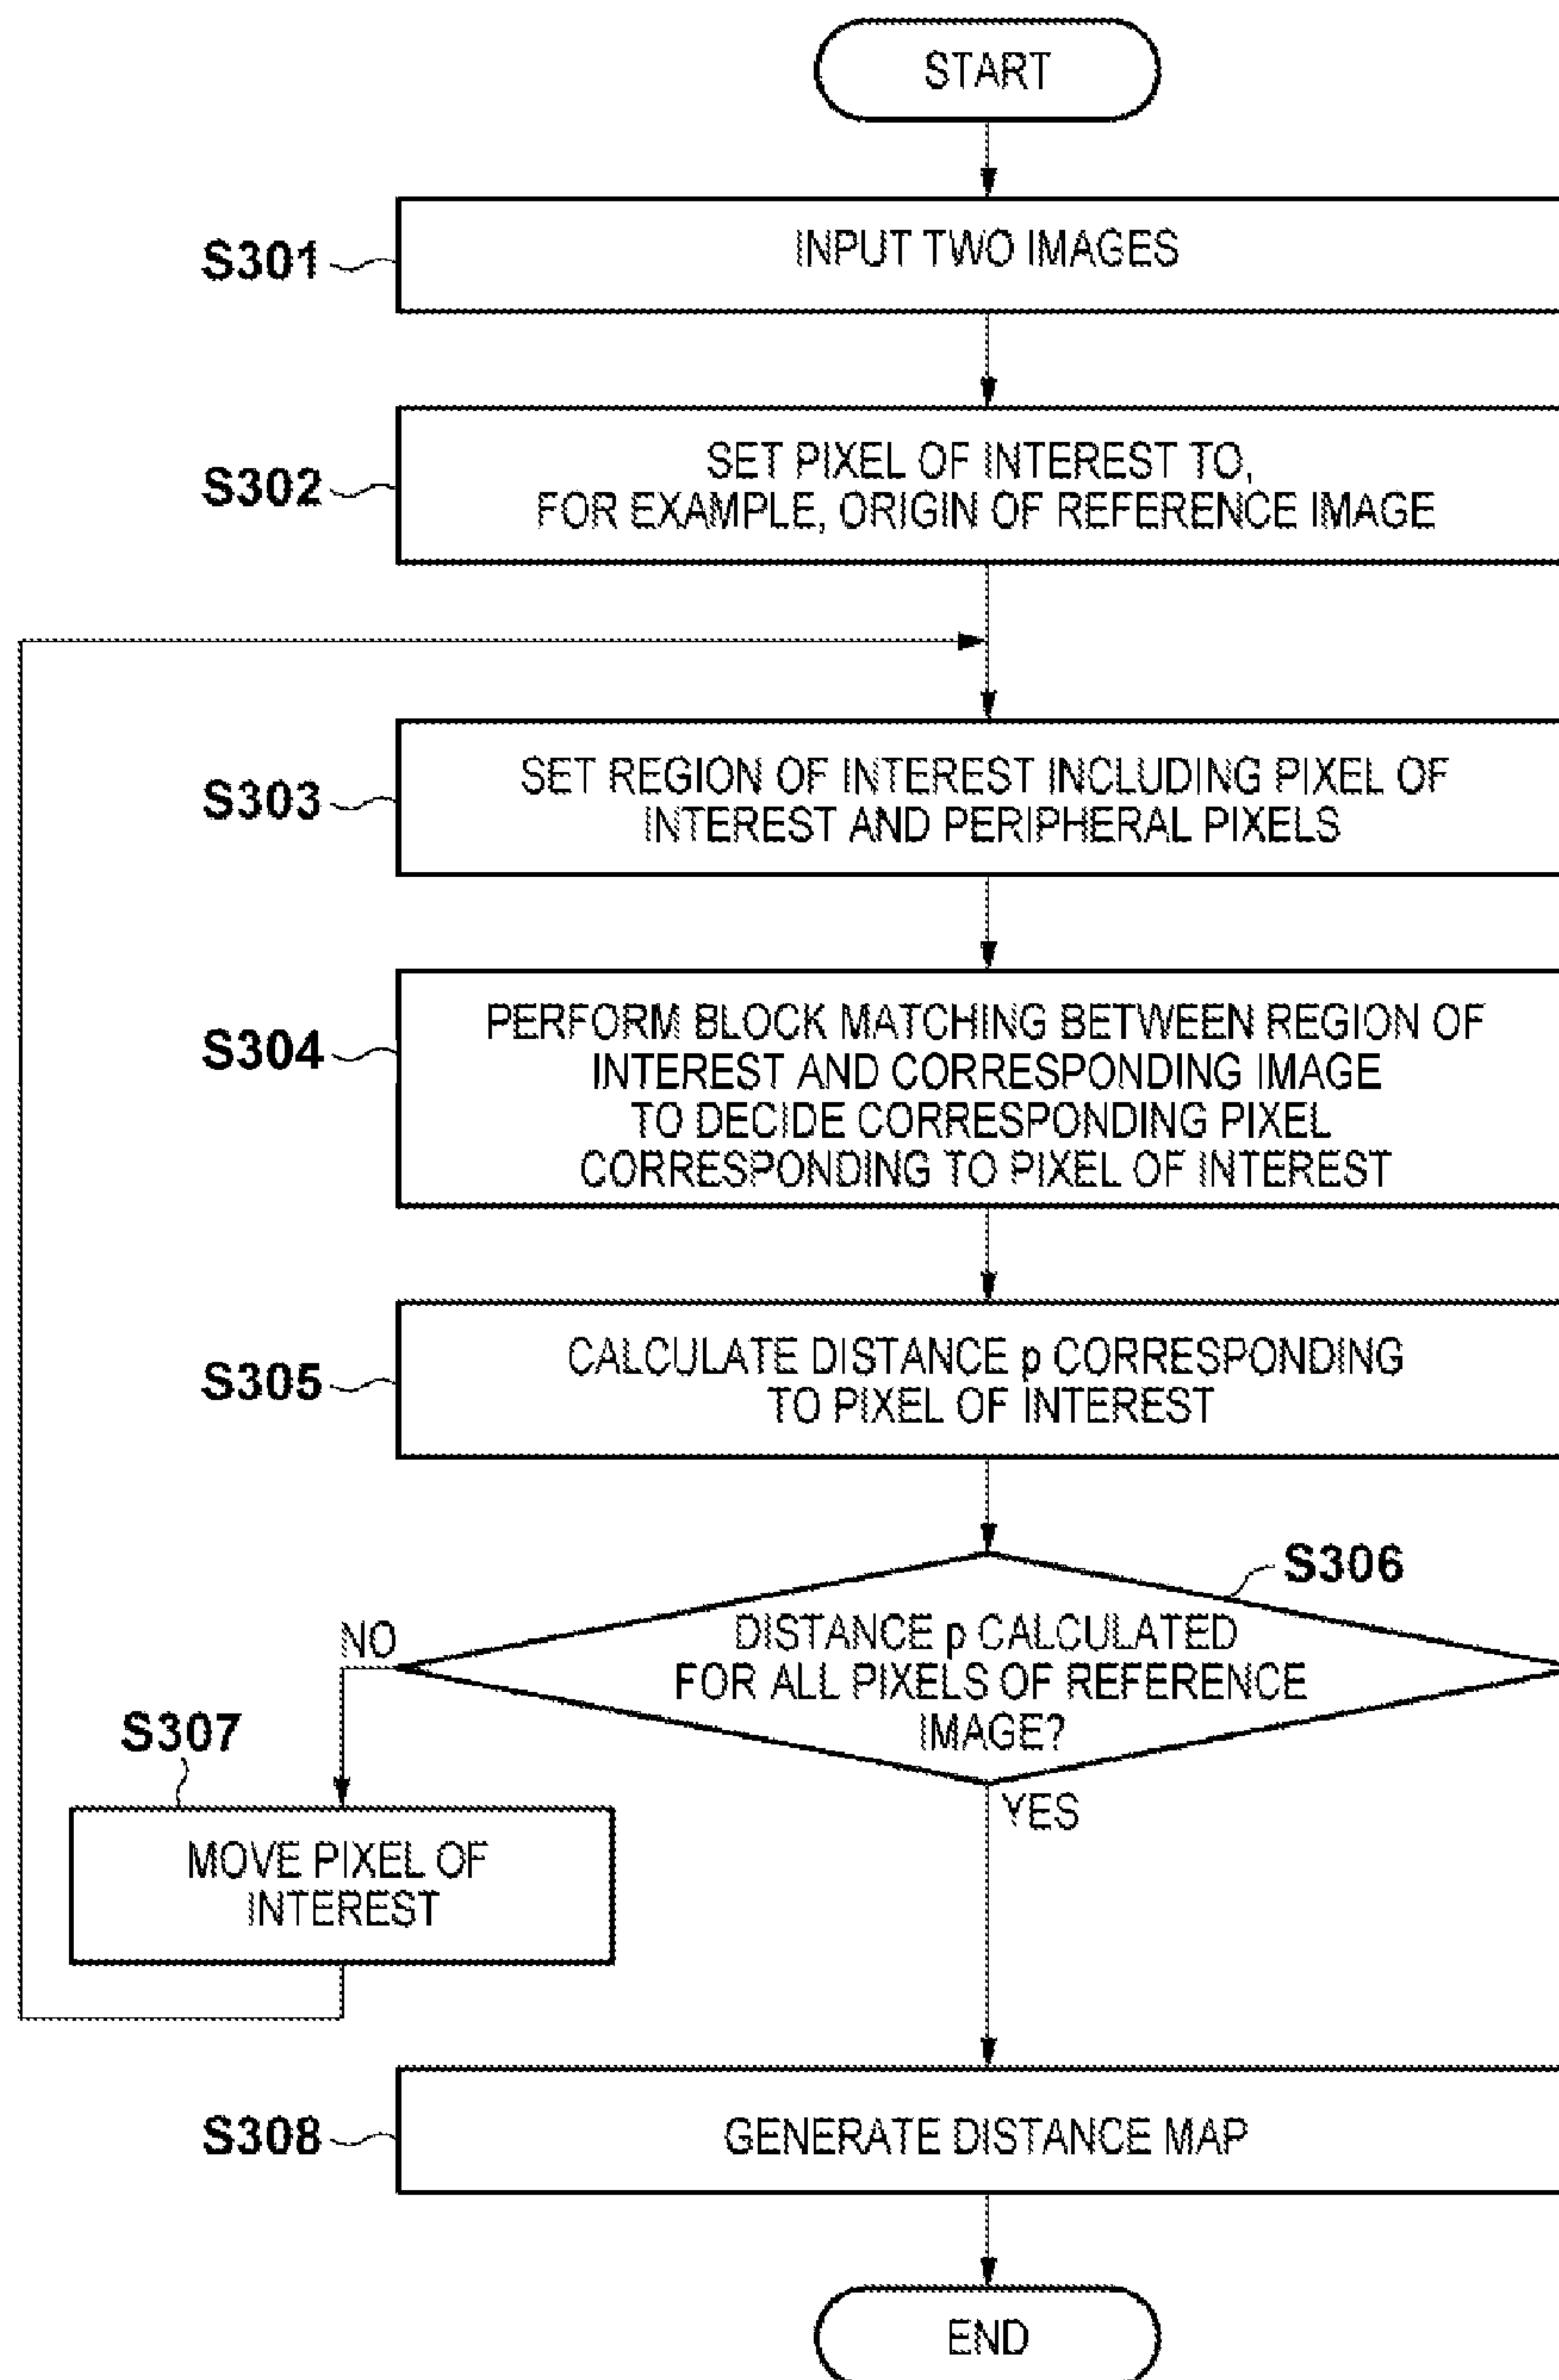 START
S301
INPUT TWO IMAGES
S302
SET PIXEL OF INTEREST TO,
FOR EXAMPLE, ORIGIN OF REFERENCE IMAGE
S303
SET REGION OF INTEREST INCLUDING PIXEL OF
INTEREST AND PERIPHERAL PIXELS
S304
PERFORM BLOCK MATCHING BETWEEN REGION OF
INTEREST AND CORRESPONDING IMAGE
TO DECIDE CORRESPONDING PIXEL
CORRESPONDING TO PIXEL OF INTEREST
S305
CALCULATE DISTANCE p CORRESPONDING
TO PIXEL OF INTEREST
S306
DISTANCE p CALCULATED
FOR ALL PIXELS OF REFERENCE
IMAGE?
NO
YES
S307
MOVE PIXEL OF
INTEREST
S308
GENERATE DISTANCE MAP
END